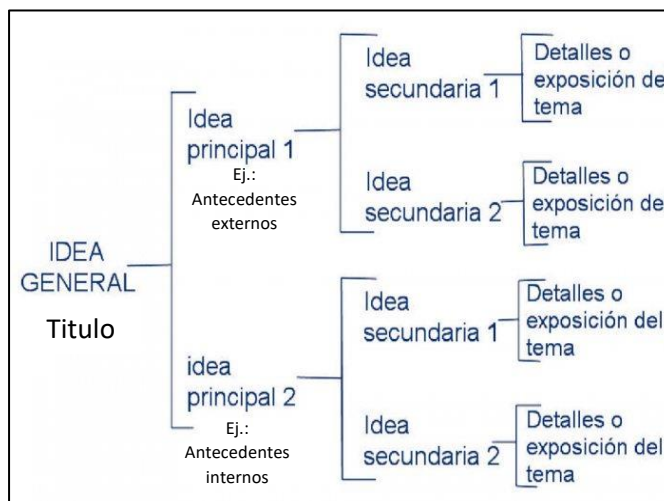 IDEA
GENERAL
Titulo
Idea
principal 1
Ej.:
Antecedentes
externos
Idea
secundaria 1
Detalles o
exposición de
tema
Idea
secundaria 2
Detalles o
exposición de
tema
idea
principal 2
Ej.:
Antecedentes
internos
Idea
secundaria 1
Detalles o
exposición del
tema
Idea
secundaria 2
Detalles o
exposición del
tema